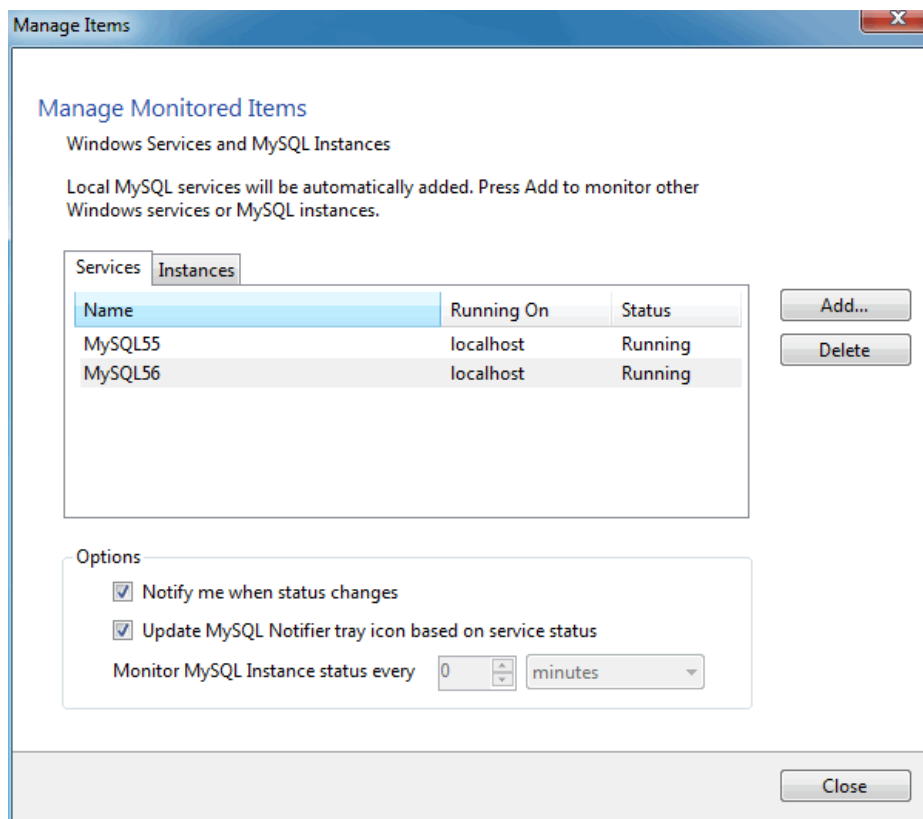 Manage Items
X
Manage Monitored Items
Windows Services and MySQL Instances
Local MySQL services will be automatically added. Press Add to monitor other
Windows services or MySQL instances.
Services Instances
Name Running On Status
MySQL55 localhost Running
MySQL56 localhost Running
Add...
Delete
Options
Notify me when status changes
Update MySQL Notifier tray icon based on service status
Monitor MySQL Instance status every 0 minutes
Close